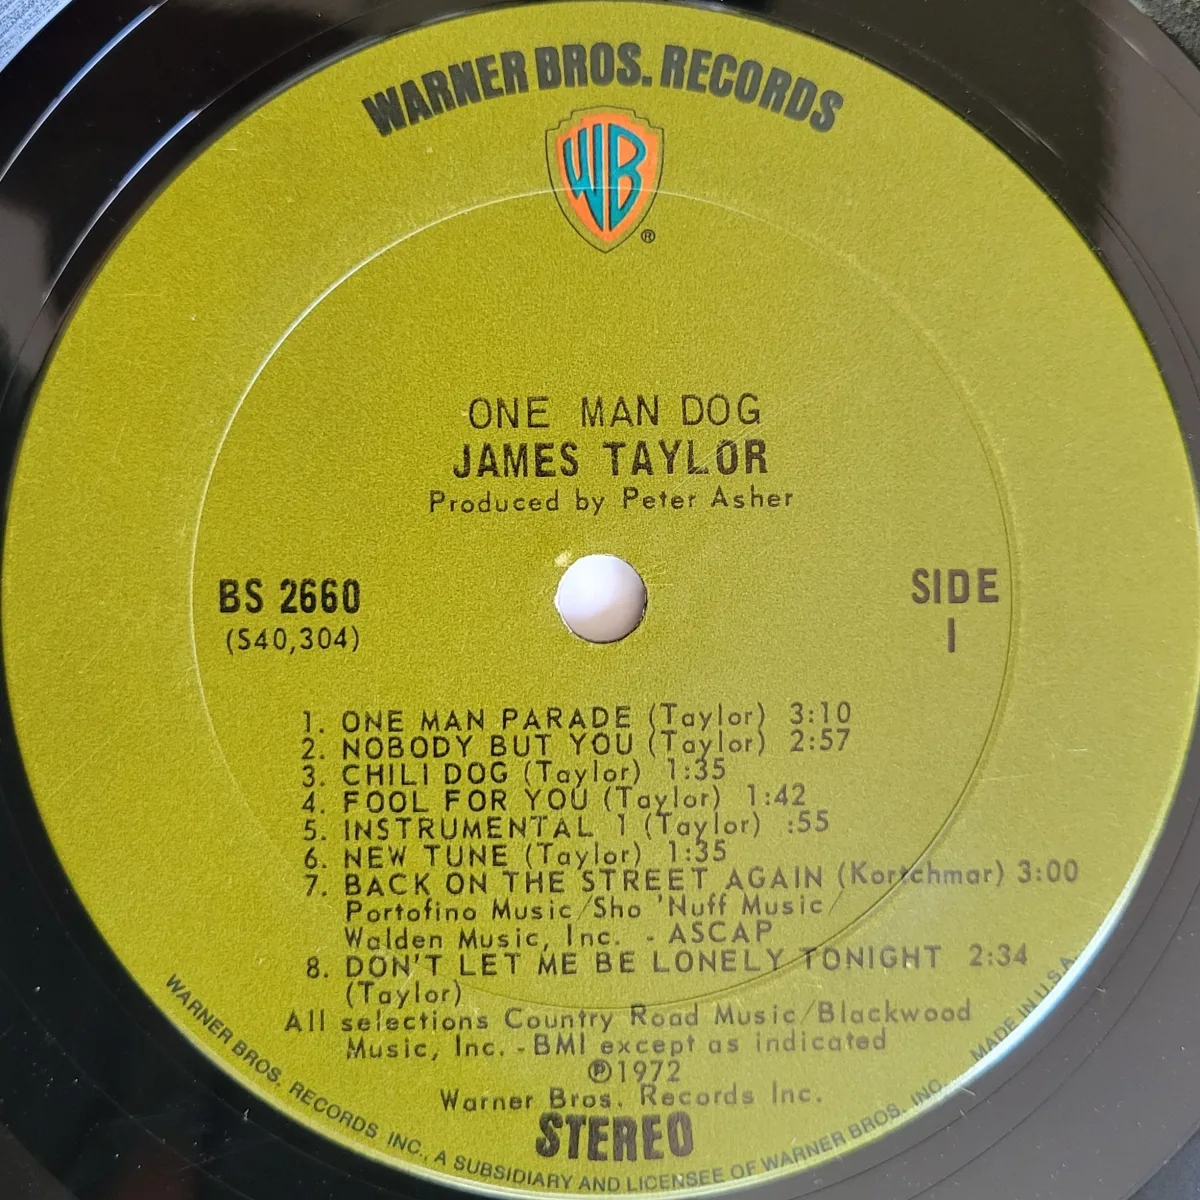 WARNER BROS. RECORDS
WB
®
ONE MAN DOG
JAMES TAYLOR
Produced by Peter Asher
BS 2660
(S40,304)
SIDE
1
1. ONE MAN PARADE (Taylor) 3:10
2. NOBODY BUT YOU (Taylor) 2:57
3. CHILI DOG (Taylor) 1:35
4. FOOL FOR YOU (Taylor) 1:42
5. INSTRUMENTAL 1 (Taylor) :55
6. NEW TUNE (Taylor) 1:35
7. BACK ON THE STREET AGAIN (Kortchmar) 3:00
Portofino Music/Sho 'Nuff Music/
Walden Music, Inc. - ASCAP
8. DON'T LET ME BE LONELY TONIGHT 2:34
(Taylor)
All selections Country Road Music/Blackwood
Music, Inc. - BMI except as indicated
℗1972
Warner Bros. Records Inc.
STEREO
WARNER BROS. RECORDS INC., A SUBSIDIARY AND LICENSEE OF WARNER BROS. INC. MADE IN U.S.A.